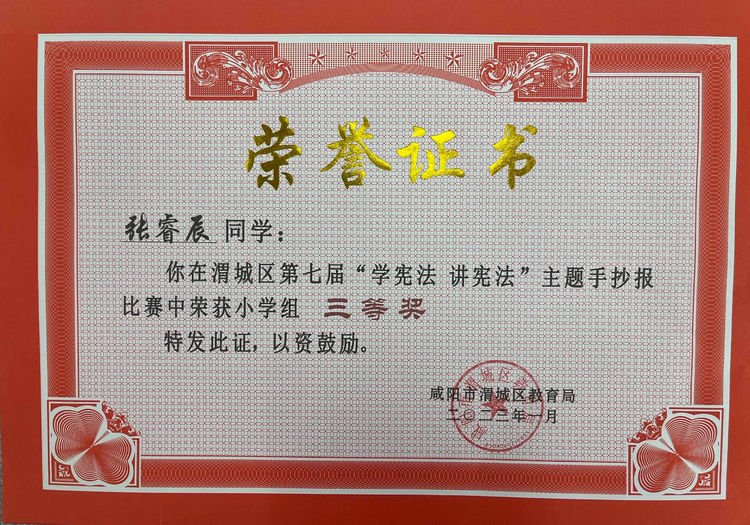 荣誉证书
张睿辰 同学：
你在渭城区第七届“学宪法 讲宪法”主题手抄报
比赛中荣获小学组 三等奖
特发此证，以资鼓励。
咸阳市渭城区教育局
二〇二三年一月